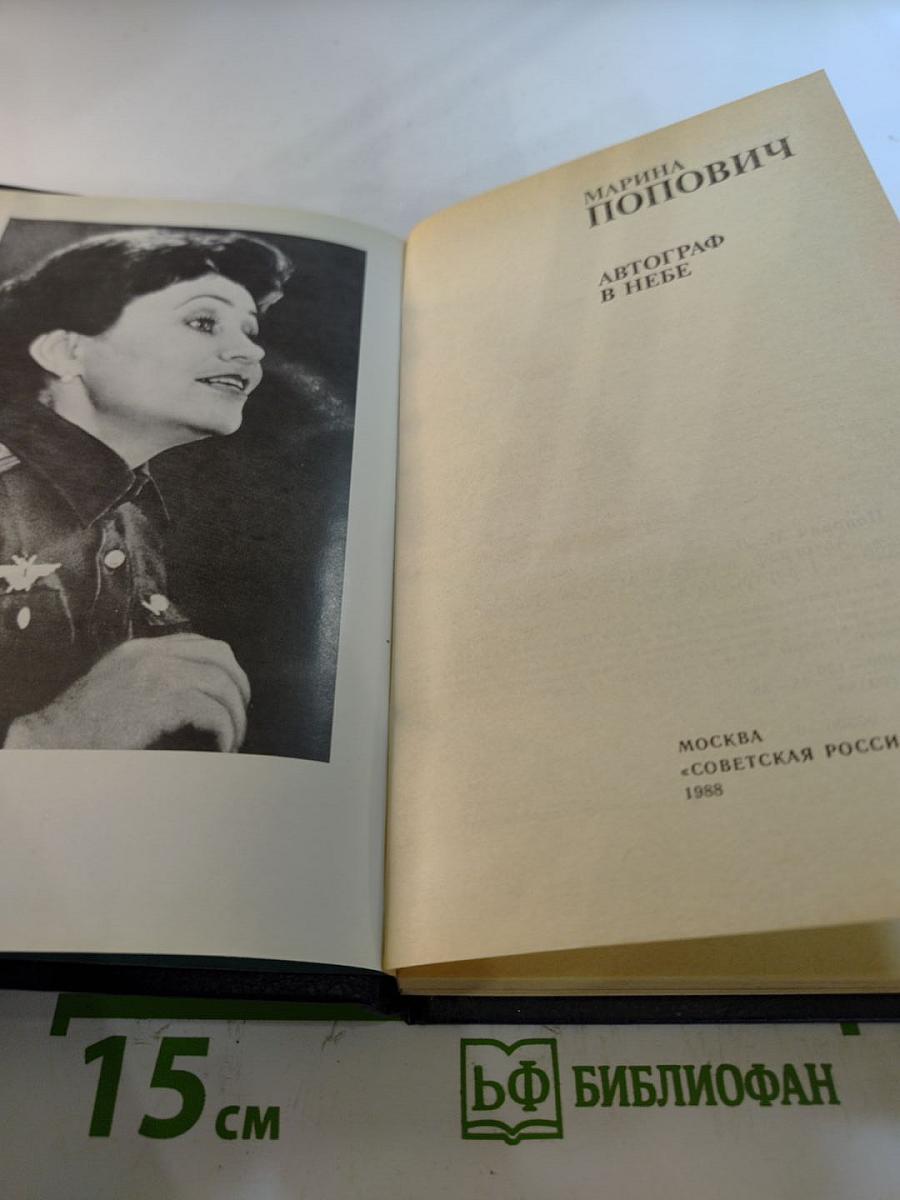 МАРИНА
ПОПОВИЧ
АВТОГРАФ
В НЕБЕ
МОСКВА
«СОВЕТСКАЯ РОССИ
1988
15 СМ
ЬФ БИБЛИОФАН